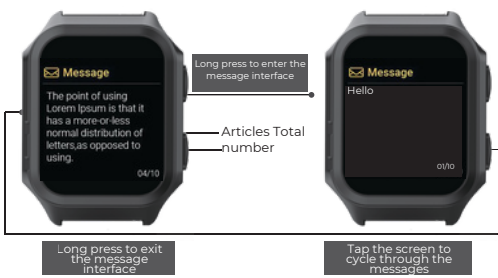 Message
The point of using
Lorem Ipsum is that it
has a more-or-less
normal distribution of
letters,as opposed to
using.
04/10
Long press to enter the
message interface
Articles Total
number
Message
Hello
01/10
Long press to exit
the message
interface
Tap the screen to
cycle through the
messages